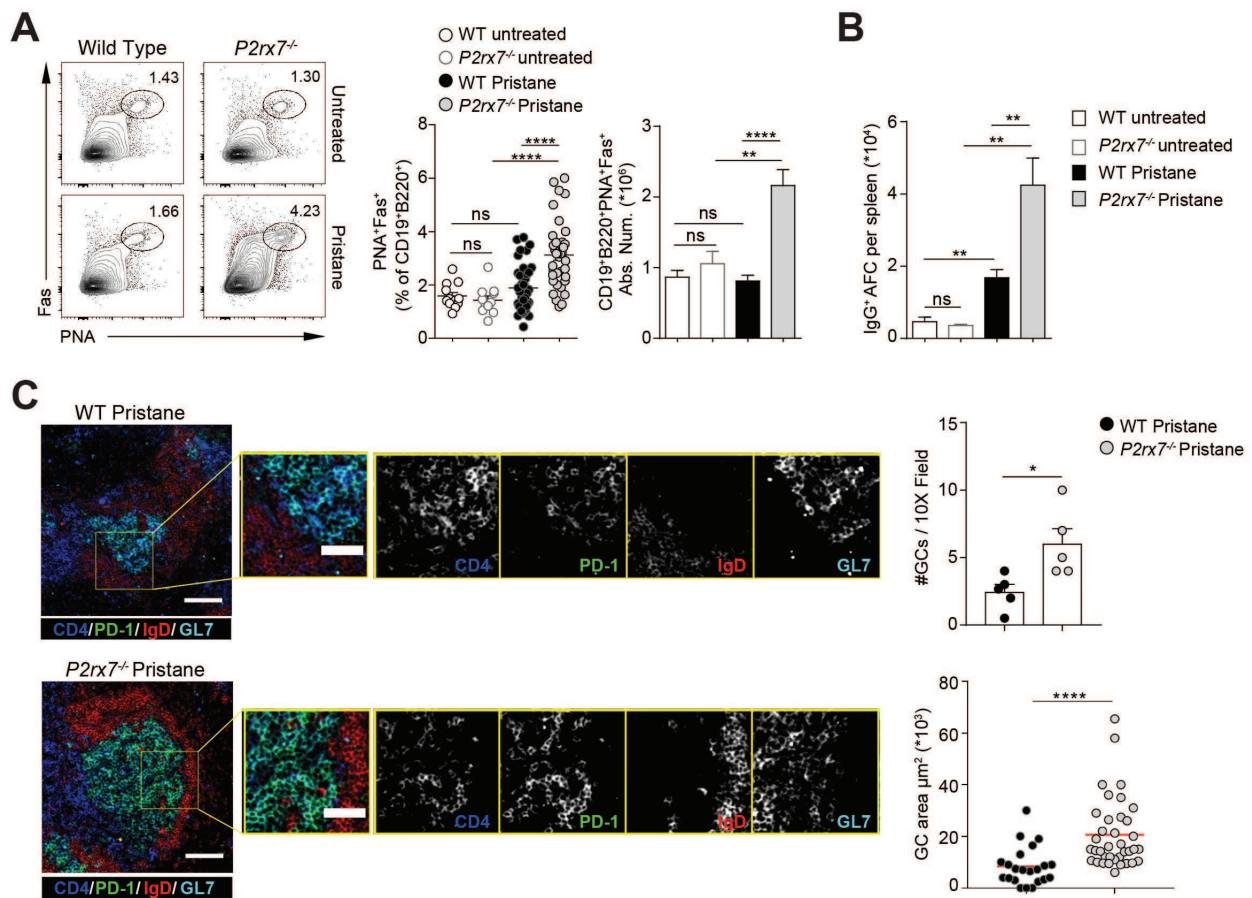 A
Wild Type
P2rx7-/-
1.43
1.30
Untreated
1.66
4.23
Pristane
Fas
PNA
WT untreated
P2rx7-/- untreated
WT Pristane
P2rx7-/- Pristane
PNA+Fas+
(% of CD19+B220+)
8
6
4
2
0
ns
ns
****
****
CD19+B220+PNA+Fas+
Abs. Num. (*10⁶)
3
2
1
0
ns
ns
**
****
B
IgG+ AFC per spleen (*10⁴)
6
4
2
0
ns
**
**
**
WT untreated
P2rx7-/- untreated
WT Pristane
P2rx7-/- Pristane
C
WT Pristane
CD4/PD-1/IgD/GL7
CD4
PD-1
IgD
GL7
#GCs / 10X Field
15
10
5
0
*
WT Pristane
P2rx7-/- Pristane
P2rx7-/- Pristane
CD4/PD-1/IgD/GL7
CD4
PD-1
IgD
GL7
GC area µm² (*10³)
80
60
40
20
0
****